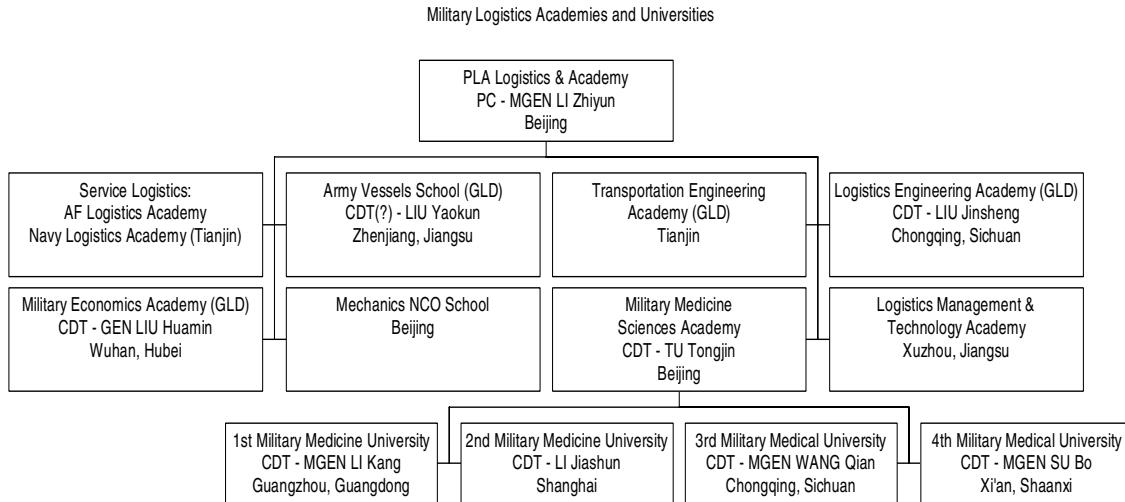 Military Logistics Academies and Universities
PLA Logistics & Academy
PC - MGEN LI Zhiyun
Beijing
Service Logistics:
AF Logistics Academy
Navy Logistics Academy (Tianjin)
Army Vessels School (GLD)
CDT(?) - LIU Yaokun
Zhenjiang, Jiangsu
Transportation Engineering
Academy (GLD)
Tianjin
Logistics Engineering Academy (GLD)
CDT - LIU Jinsheng
Chongqing, Sichuan
Military Economics Academy (GLD)
CDT - GEN LIU Huamin
Wuhan, Hubei
Mechanics NCO School
Beijing
Military Medicine
Sciences Academy
CDT - TU Tongjin
Beijing
Logistics Management &
Technology Academy
Xuzhou, Jiangsu
1st Military Medicine University
CDT - MGEN LI Kang
Guangzhou, Guangdong
2nd Military Medicine University
CDT - LI Jiashun
Shanghai
3rd Military Medical University
CDT - MGEN WANG Qian
Chongqing, Sichuan
4th Military Medical University
CDT - MGEN SU Bo
Xi'an, Shaanxi